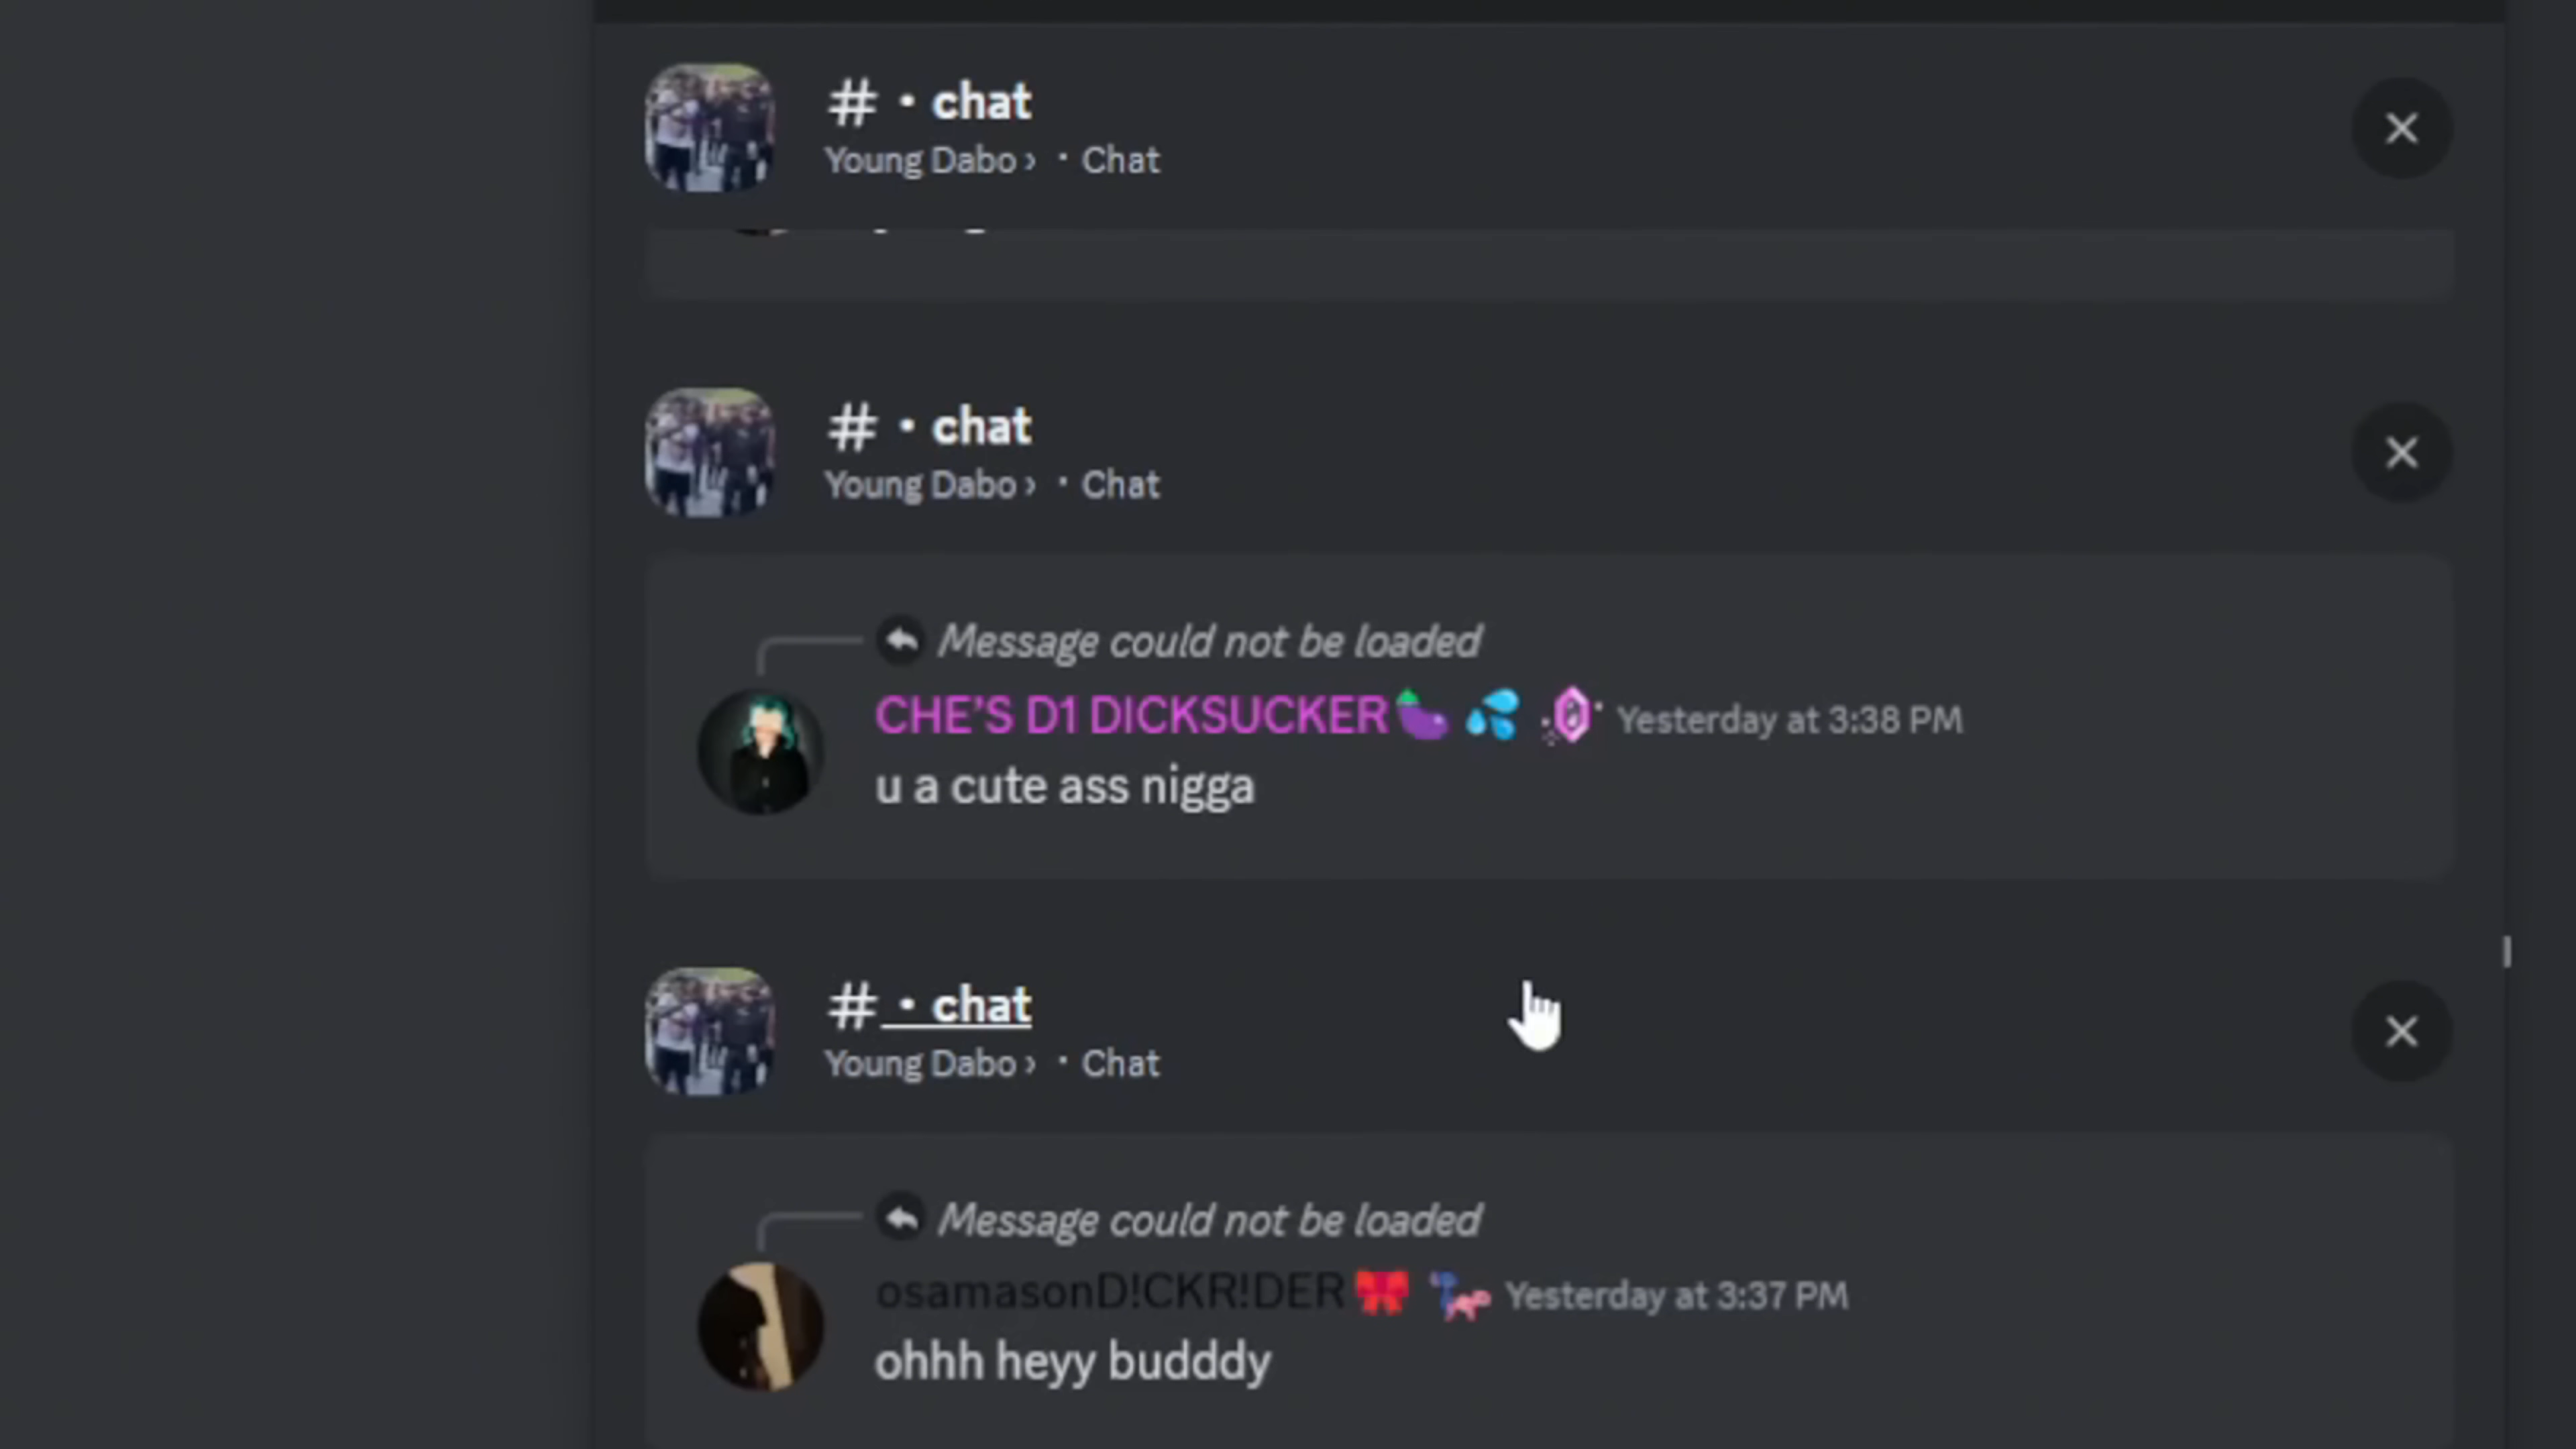 # • chat
Young Dabo › • Chat
# • chat
Young Dabo › • Chat
Message could not be loaded
CHE'S D1 DICKSUCKER🍆💦 Yesterday at 3:38 PM
u a cute ass nigga
# • chat
Young Dabo › • Chat
Message could not be loaded
osamasonD!CKR!DER🎀 Yesterday at 3:37 PM
ohhh heyy budddy